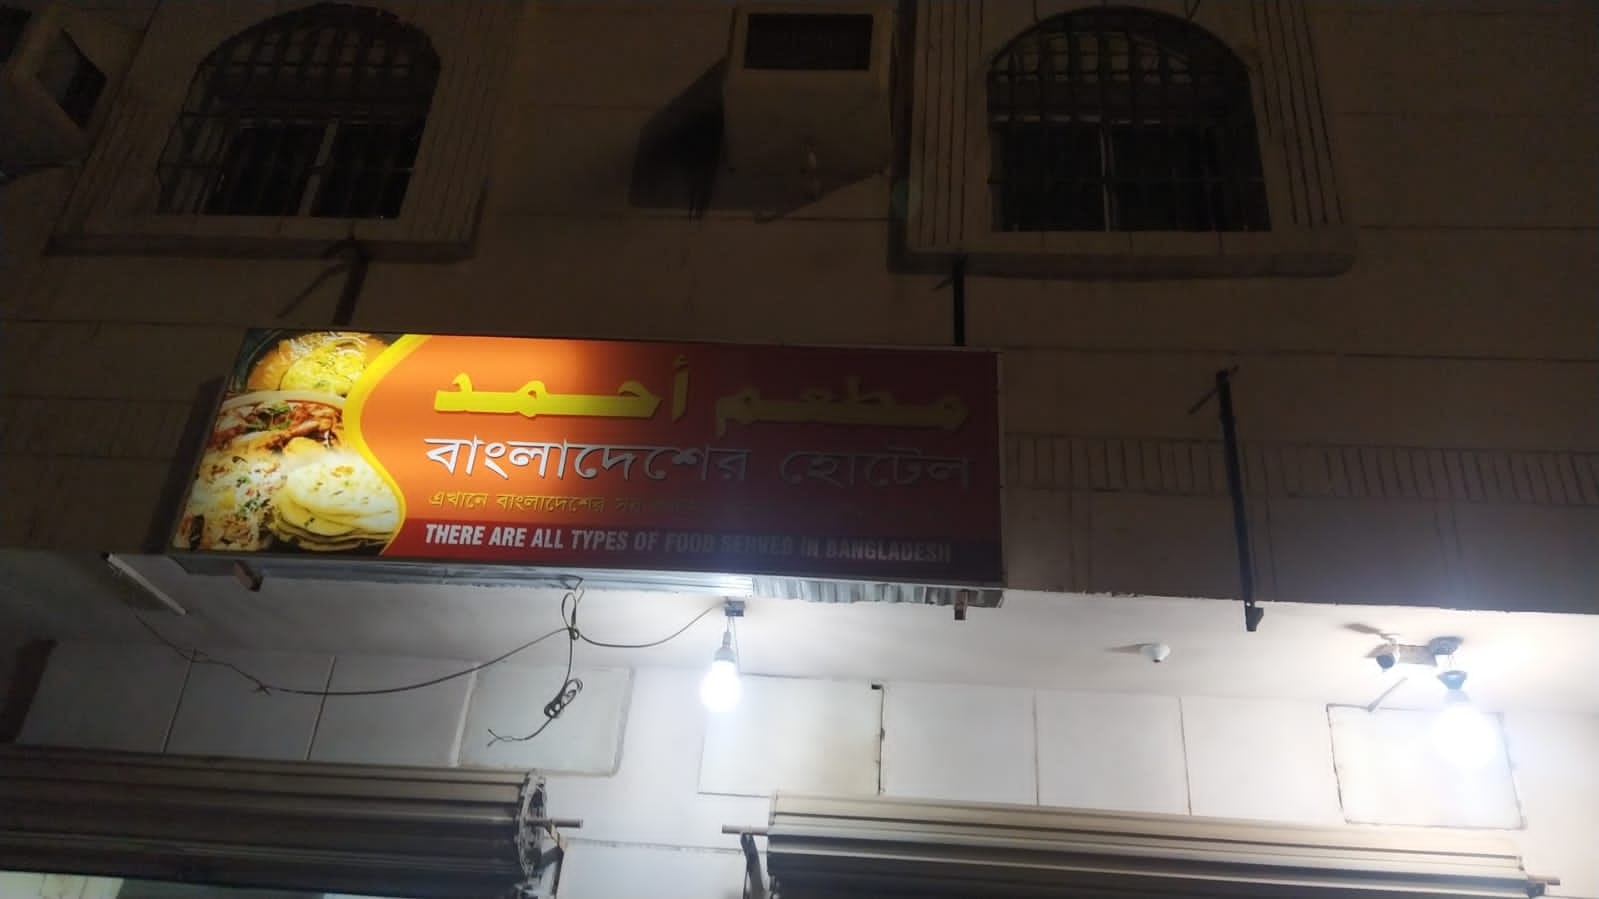 مطعم أحمد
বাংলাদেশের হোটেল
এখানে বাংলাদেশের
THERE ARE ALL TYPES OF FOOD SERVED IN BANGLADESH